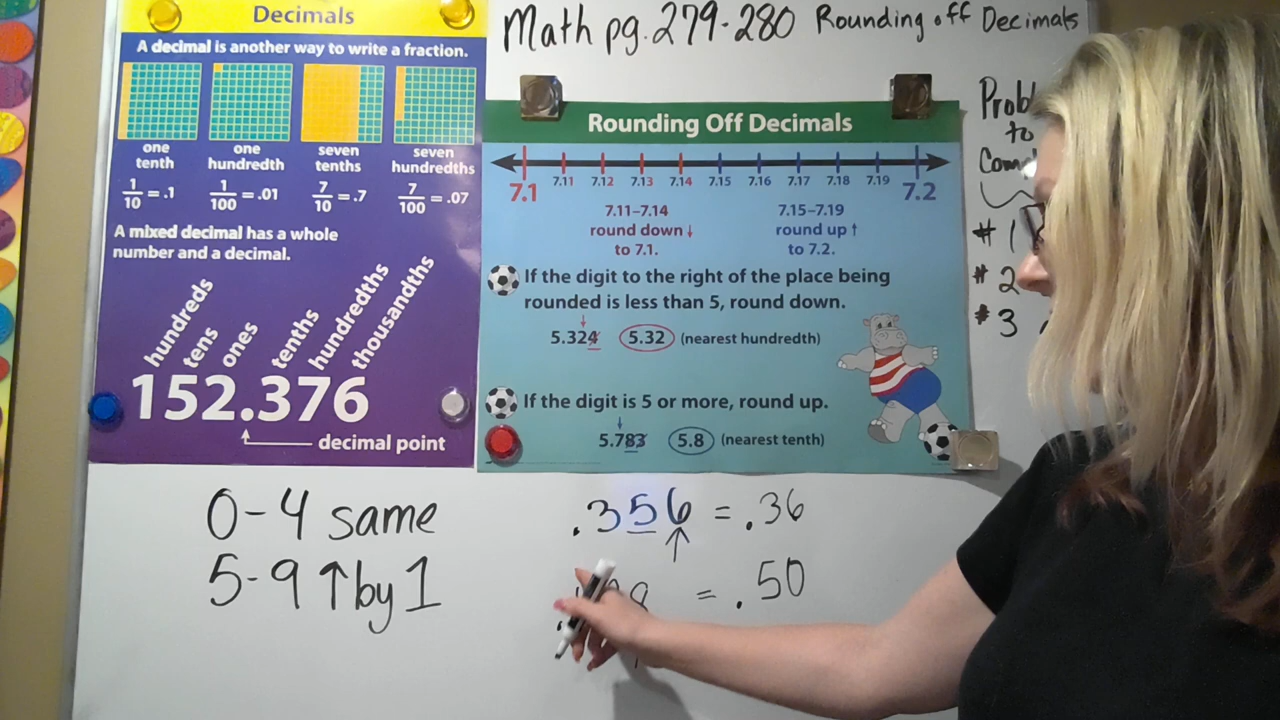 Math pg. 279-280 Rounding off Decimals
Decimals
A decimal is another way to write a fraction.
one tenth
one hundredth
seven tenths
seven hundredths
1/10 = .1
1/100 = .01
7/10 = .7
7/100 = .07
A mixed decimal has a whole
number and a decimal.
hundreds
tens
ones
tenths
hundredths
thousandths
152.376
decimal point
Rounding Off Decimals
7.1 7.11 7.12 7.13 7.14 7.15 7.16 7.17 7.18 7.19 7.2
7.11–7.14
round down ↓
to 7.1.
7.15–7.19
round up ↑
to 7.2.
If the digit to the right of the place being
rounded is less than 5, round down.
5.324 5.32 (nearest hundredth)
If the digit is 5 or more, round up.
5.783 5.8 (nearest tenth)
to
# 1
# 2
# 3
0-4 same
5-9 ↑ by 1
.356 = .36
8 = .50